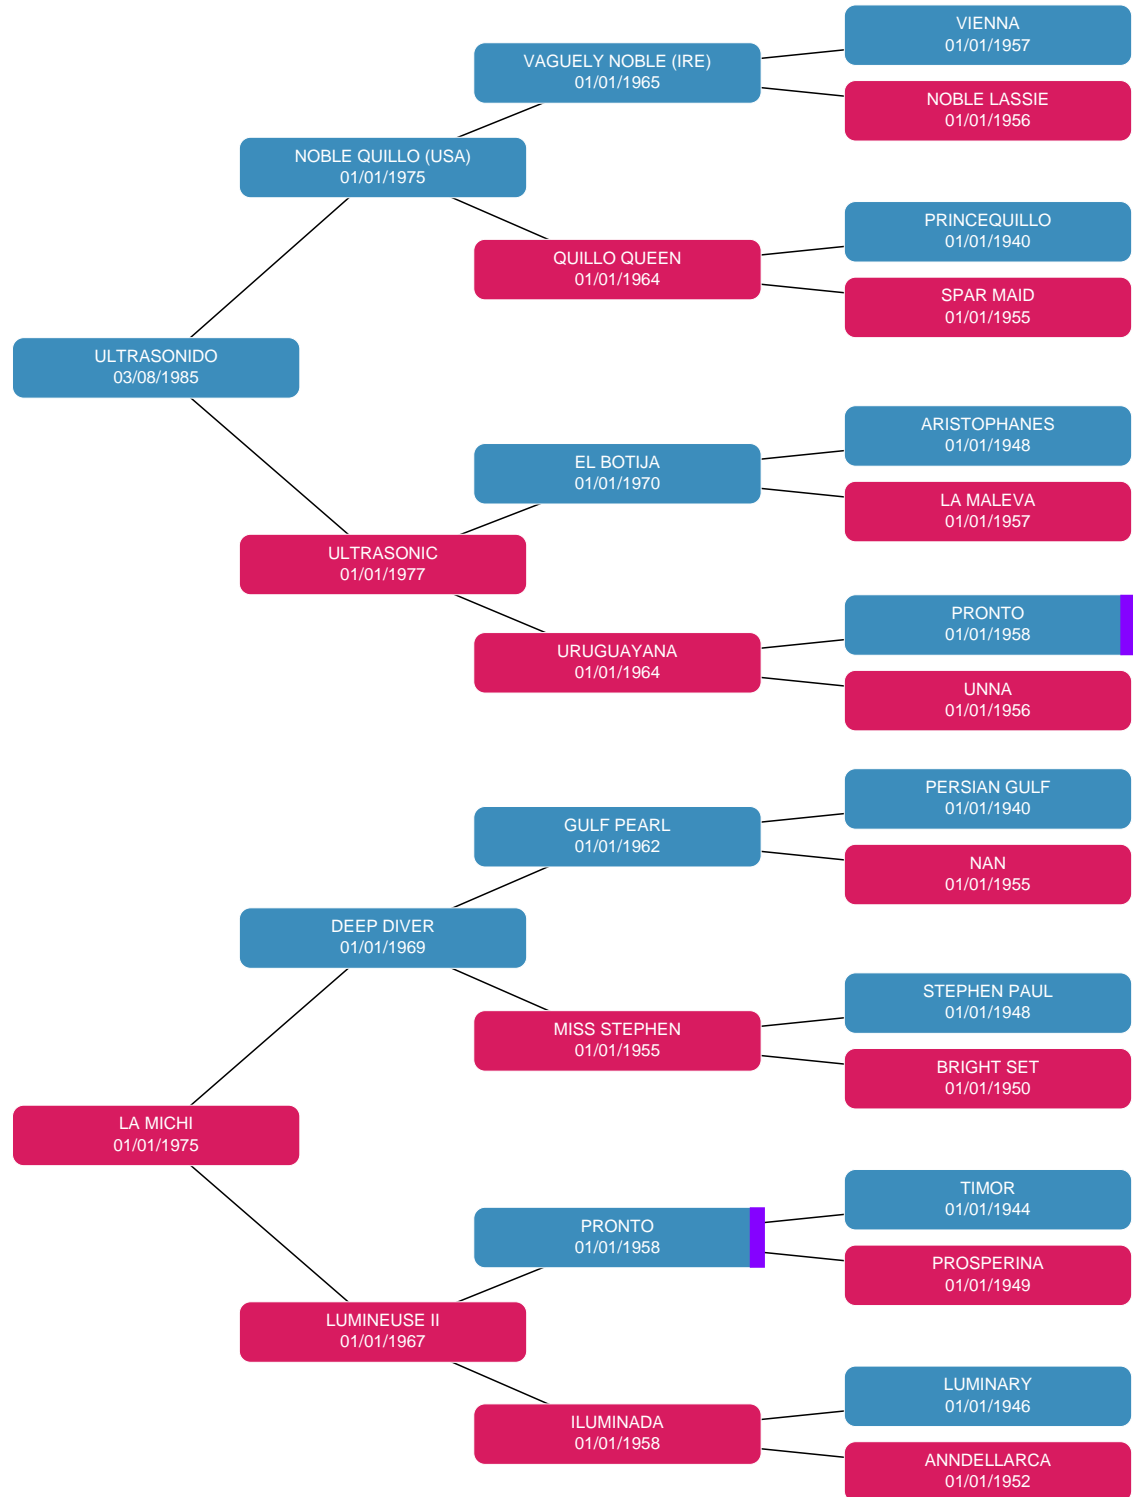 VIENNA
01/01/1957
VAGUELY NOBLE (IRE)
01/01/1965
NOBLE LASSIE
01/01/1956
NOBLE QUILLO (USA)
01/01/1975
PRINCEQUILLO
01/01/1940
QUILLO QUEEN
01/01/1964
SPAR MAID
01/01/1955
ULTRASONIDO
03/08/1985
ARISTOPHANES
01/01/1948
EL BOTIJA
01/01/1970
LA MALEVA
01/01/1957
ULTRASONIC
01/01/1977
PRONTO
01/01/1958
URUGUAYANA
01/01/1964
UNNA
01/01/1956
PERSIAN GULF
01/01/1940
GULF PEARL
01/01/1962
NAN
01/01/1955
DEEP DIVER
01/01/1969
STEPHEN PAUL
01/01/1948
MISS STEPHEN
01/01/1955
BRIGHT SET
01/01/1950
LA MICHI
01/01/1975
TIMOR
01/01/1944
PRONTO
01/01/1958
PROSPERINA
01/01/1949
LUMINEUSE II
01/01/1967
LUMINARY
01/01/1946
ILUMINADA
01/01/1958
ANNDELLARCA
01/01/1952